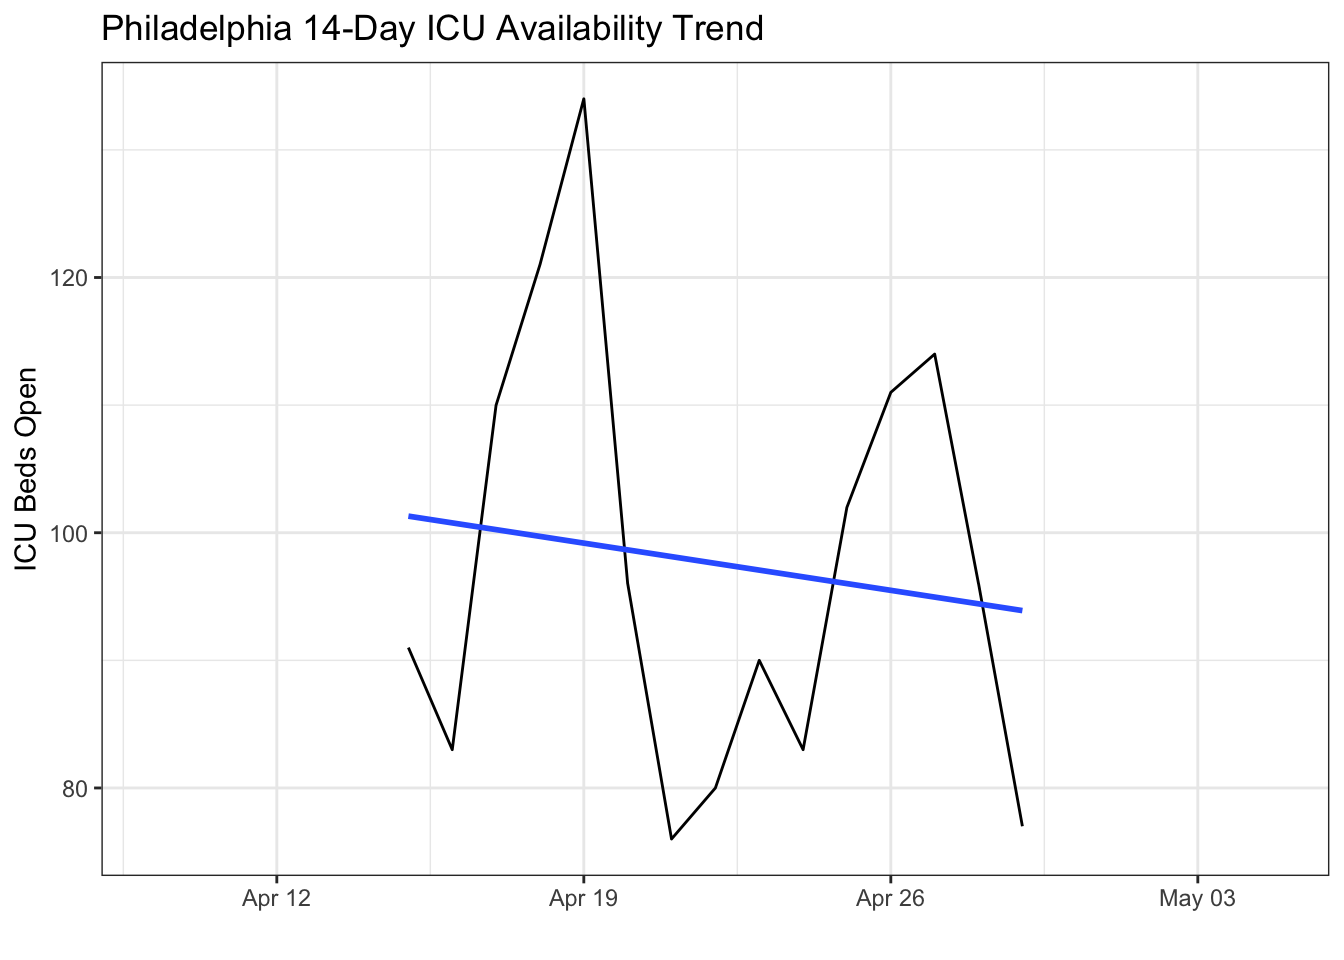 Philadelphia 14-Day ICU Availability Trend
ICU Beds Open
120
100
80
Apr 12
Apr 19
Apr 26
May 03